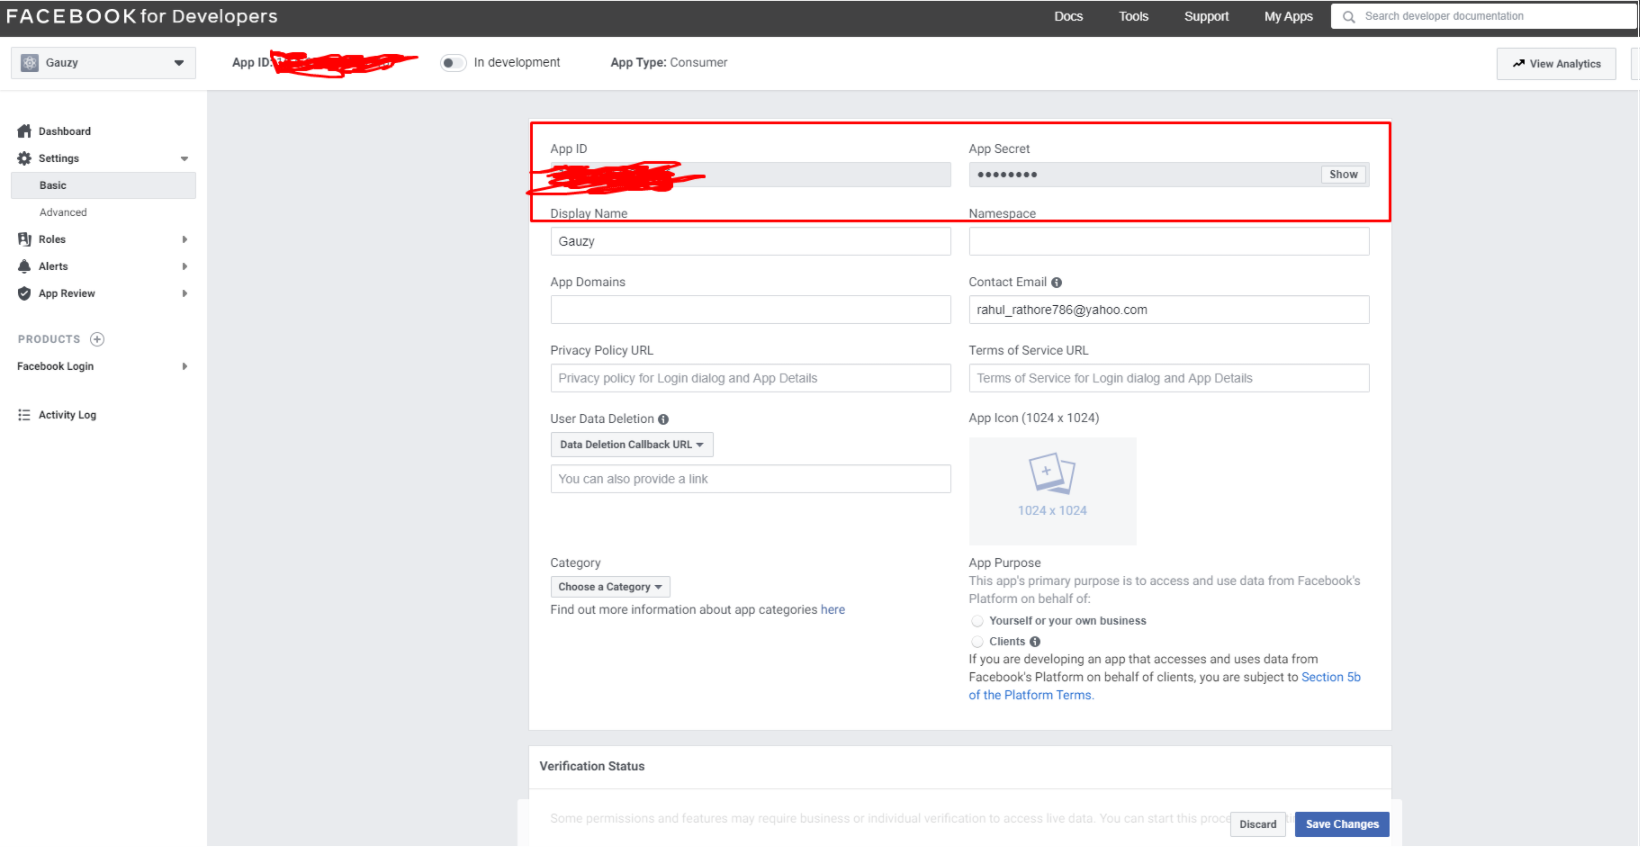 FACEBOOK for Developers
Docs
Tools
Support
My Apps
Search developer documentation
Gauzy
App ID:
In development
App Type: Consumer
View Analytics
Dashboard
Settings
Basic
Advanced
Roles
Alerts
App Review
PRODUCTS
Facebook Login
Activity Log
App ID
App Secret
••••••••
Show
Display Name
Namespace
Gauzy
App Domains
Contact Email
rahul_rathore786@yahoo.com
Privacy Policy URL
Terms of Service URL
Privacy policy for Login dialog and App Details
Terms of Service for Login dialog and App Details
User Data Deletion
App Icon (1024 x 1024)
Data Deletion Callback URL
You can also provide a link
1024 x 1024
Category
Choose a Category
Find out more information about app categories here
App Purpose
This app's primary purpose is to access and use data from Facebook's
Platform on behalf of:
Yourself or your own business
Clients
If you are developing an app that accesses and uses data from
Facebook's Platform on behalf of clients, you are subject to Section 5b
of the Platform Terms.
Verification Status
Some permissions and features may require business or individual verification to access live data. You can start this
Discard
Save Changes